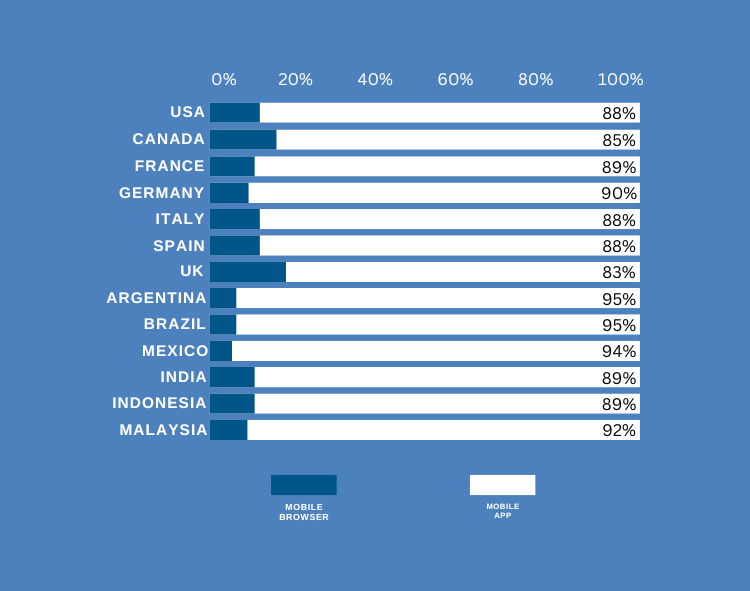 0% 20% 40% 60% 80% 100%
USA 88%
CANADA 85%
FRANCE 89%
GERMANY 90%
ITALY 88%
SPAIN 88%
UK 83%
ARGENTINA 95%
BRAZIL 95%
MEXICO 94%
INDIA 89%
INDONESIA 89%
MALAYSIA 92%
MOBILE
BROWSER
MOBILE
APP